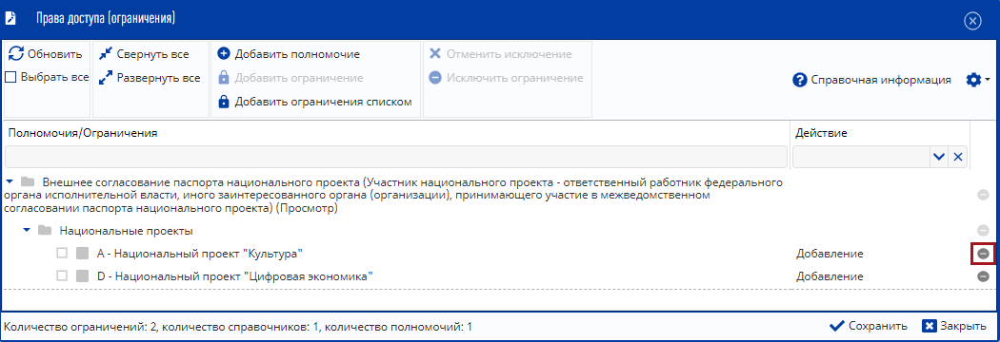 Права доступа (ограничения)
Обновить
Выбрать все
Свернуть все
Развернуть все
Добавить полномочие
Добавить ограничение
Добавить ограничения списком
Отменить исключение
Исключить ограничение
Справочная информация
Полномочия/Ограничения
Действие
Внешнее согласование паспорта национального проекта (Участник национального проекта - ответственный работник федерального
органа исполнительной власти, иного заинтересованного органа (организации), принимающего участие в межведомственном
согласовании паспорта национального проекта) (Просмотр)
Национальные проекты
A - Национальный проект "Культура"
Добавление
D - Национальный проект "Цифровая экономика"
Добавление
Количество ограничений: 2, количество справочников: 1, количество полномочий: 1
Сохранить
Закрыть